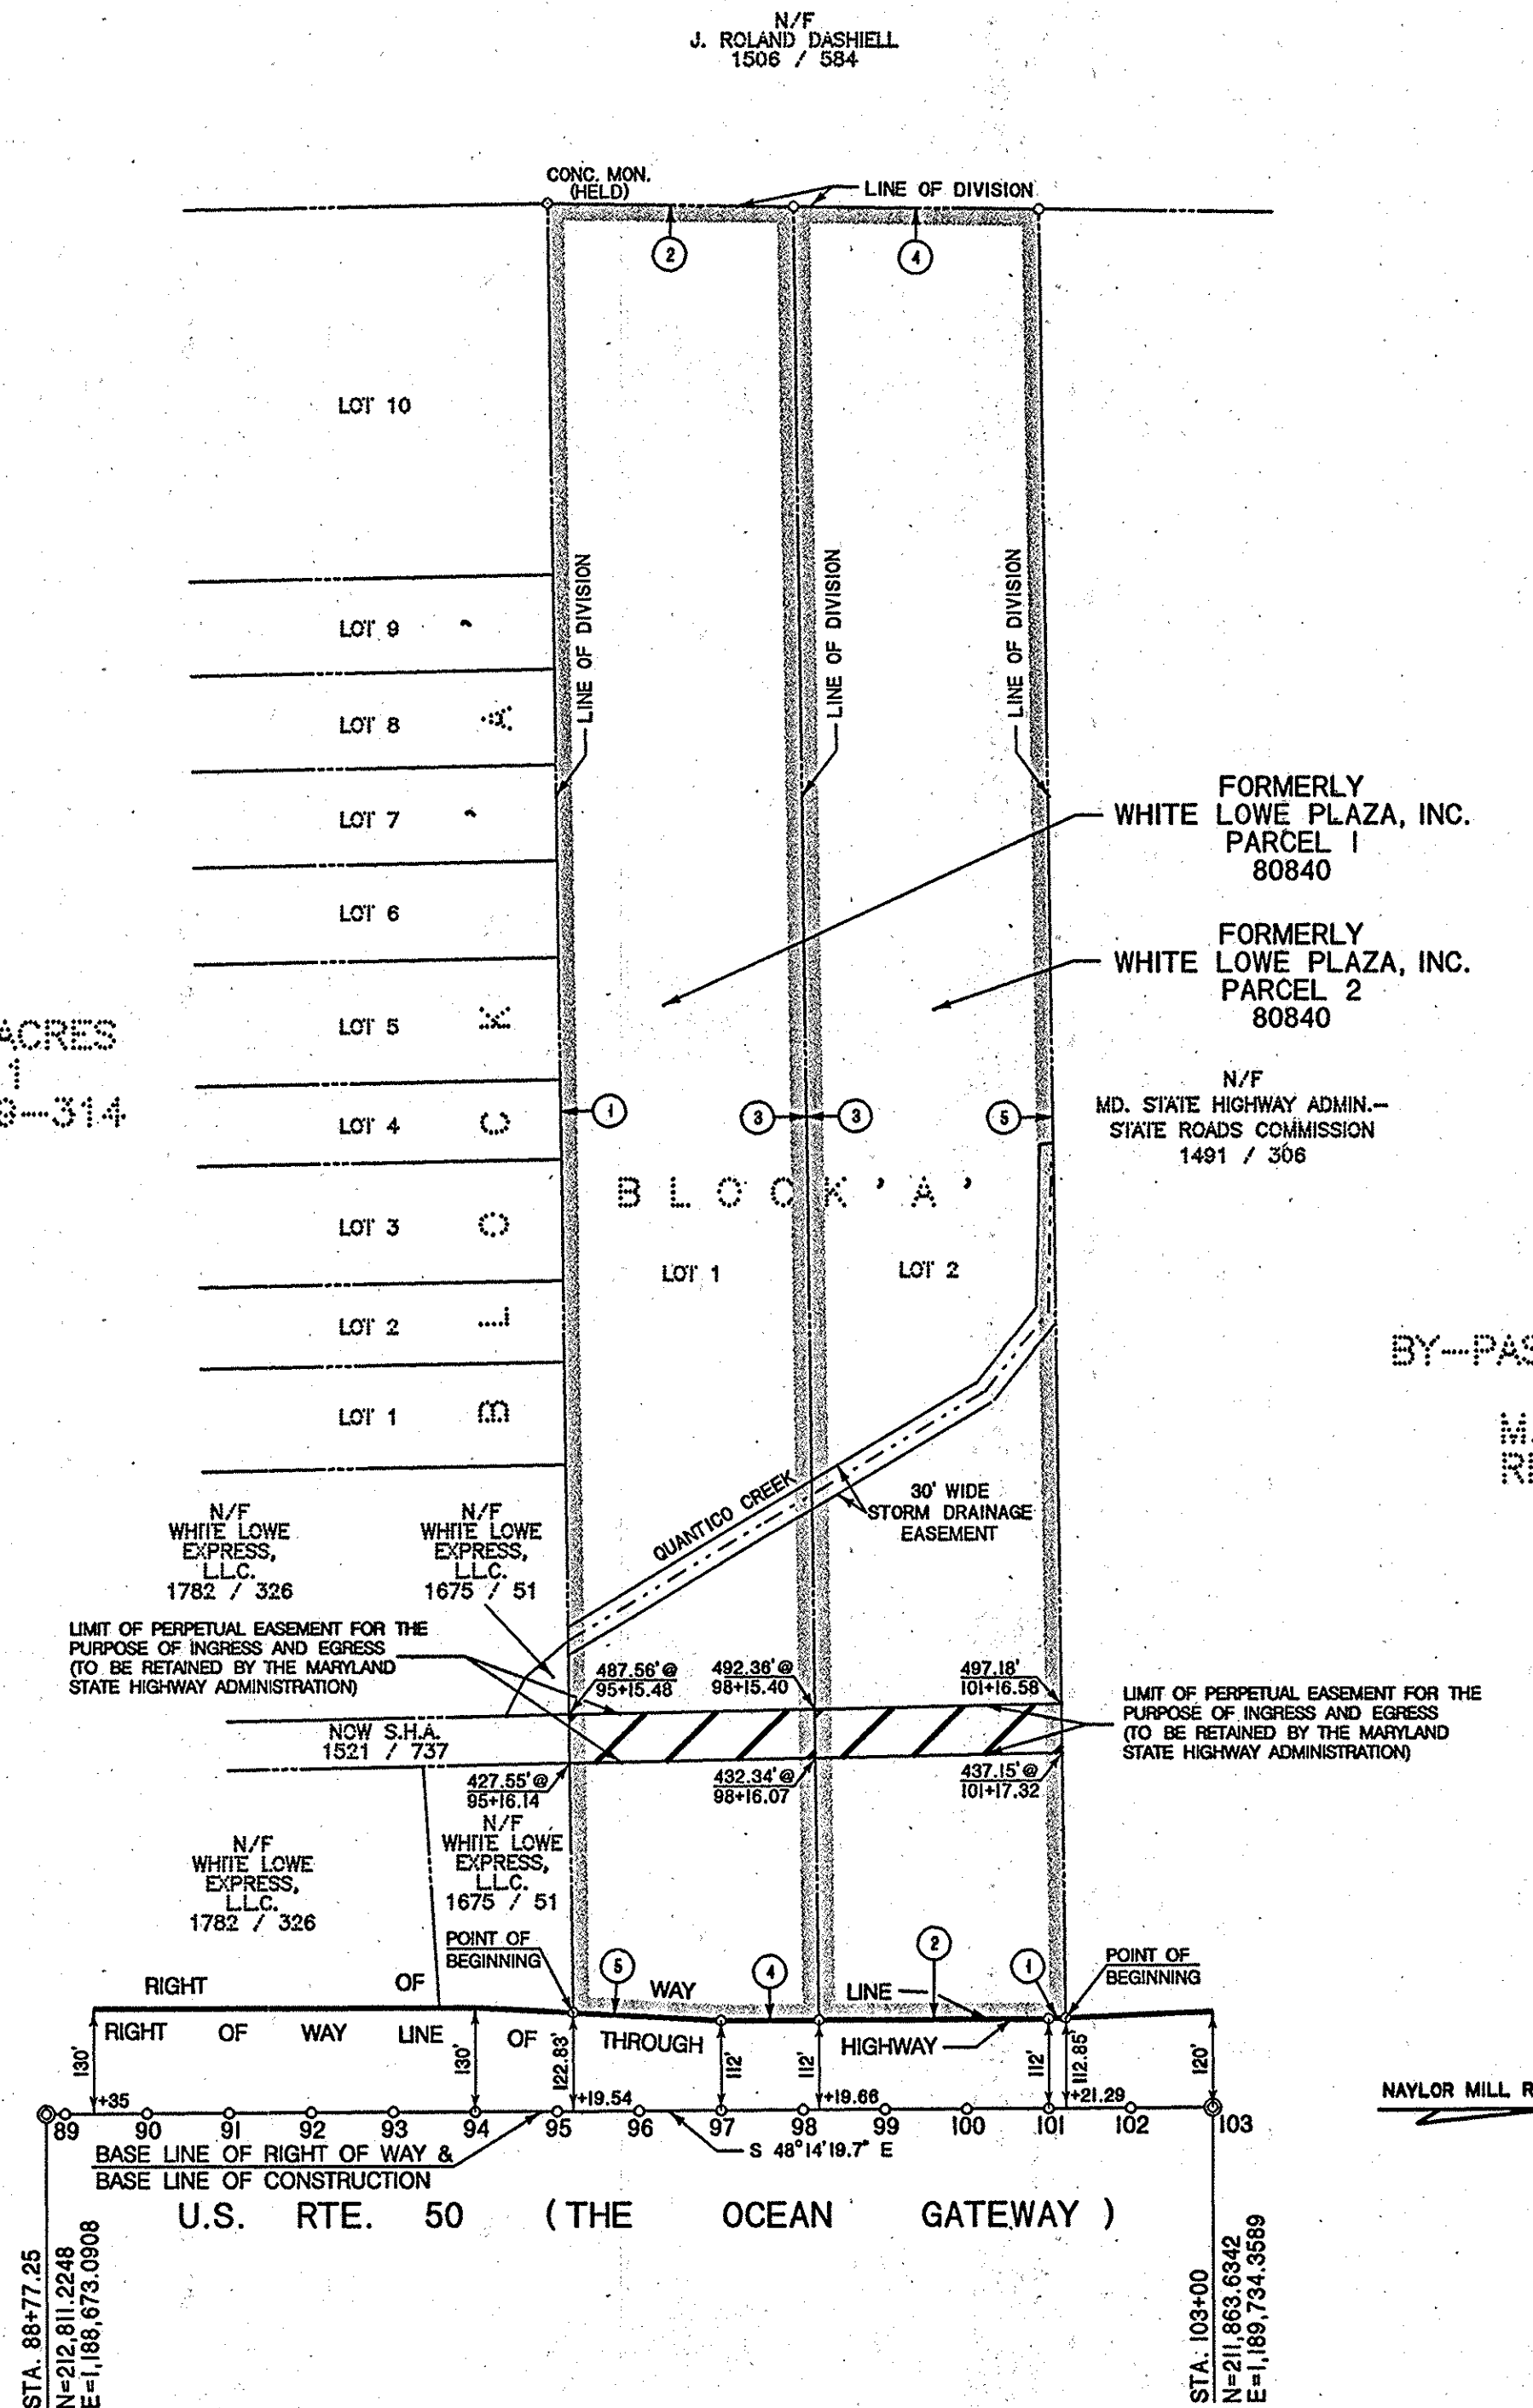 N/F
J. ROLAND DASHIELL
1506 / 584
CONC. MON.
(HELD)
LINE OF DIVISION
2
4
LOT 10
LINE OF DIVISION
LINE OF DIVISION
LINE OF DIVISION
LOT 9
LOT 8
LOT 7
LOT 6
LOT 5
LOT 4
LOT 3
LOT 2
LOT 1
B L O C K ' A '
FORMERLY
WHITE LOWE PLAZA, INC.
PARCEL 1
80840
FORMERLY
WHITE LOWE PLAZA, INC.
PARCEL 2
80840
ACRES
1
314
N/F
MD. STATE HIGHWAY ADMIN.-
STATE ROADS COMMISSION
1491 / 306
1
3
3
5
B L O C K ' A '
LOT 1
LOT 2
BY-PAS
M.
QUANTICO CREEK
30' WIDE
STORM DRAINAGE
EASEMENT
N/F
WHITE LOWE
EXPRESS,
L.L.C.
1782 / 326
N/F
WHITE LOWE
EXPRESS,
L.L.C.
1675 / 51
LIMIT OF PERPETUAL EASEMENT FOR THE
PURPOSE OF INGRESS AND EGRESS
(TO BE RETAINED BY THE MARYLAND
STATE HIGHWAY ADMINISTRATION)
487.56' @
95+15.48
492.36' @
98+15.40
497.18'
101+16.58
LIMIT OF PERPETUAL EASEMENT FOR THE
PURPOSE OF INGRESS AND EGRESS
(TO BE RETAINED BY THE MARYLAND
STATE HIGHWAY ADMINISTRATION)
NOW S.H.A.
1521 / 737
427.55' @
95+16.14
432.34' @
98+16.07
437.15' @
101+17.32
N/F
WHITE LOWE
EXPRESS,
L.L.C.
1782 / 326
N/F
WHITE LOWE
EXPRESS,
L.L.C.
1675 / 51
POINT OF
BEGINNING
5
4
2
1
POINT OF
BEGINNING
RIGHT OF WAY LINE
RIGHT OF WAY LINE OF THROUGH HIGHWAY
130'
130'
122.83'
112'
112'
112'
112.85'
120'
+35
+19.54
+19.66
+21.29
NAYLOR MILL R
89 90 91 92 93 94 95 96 97 98 99 100 101 102 103
BASE LINE OF RIGHT OF WAY &
BASE LINE OF CONSTRUCTION
S 48°14'19.7" E
U.S. RTE. 50 (THE OCEAN GATEWAY)
STA. 88+77.25
N=212,811.2248
E=1,188,673.0908
STA. 103+00
N=211,863.6342
E=1,189,734.3589